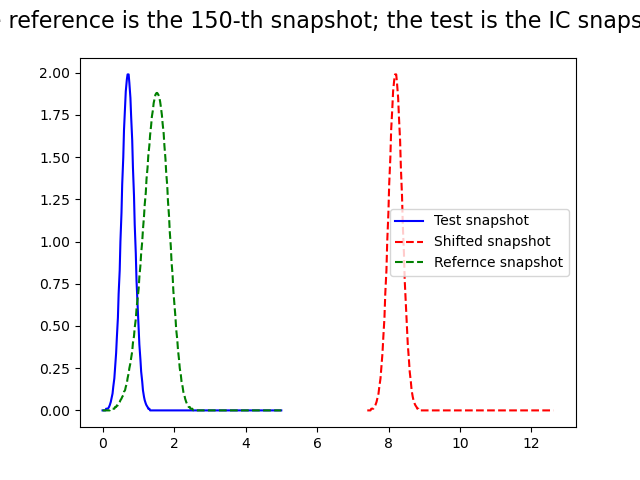 reference is the 150-th snapshot; the test is the IC snaps
2.00
1.75
1.50
1.25
1.00
0.75
0.50
0.25
0.00
Test snapshot
Shifted snapshot
Refernce snapshot
0 2 4 6 8 10 12